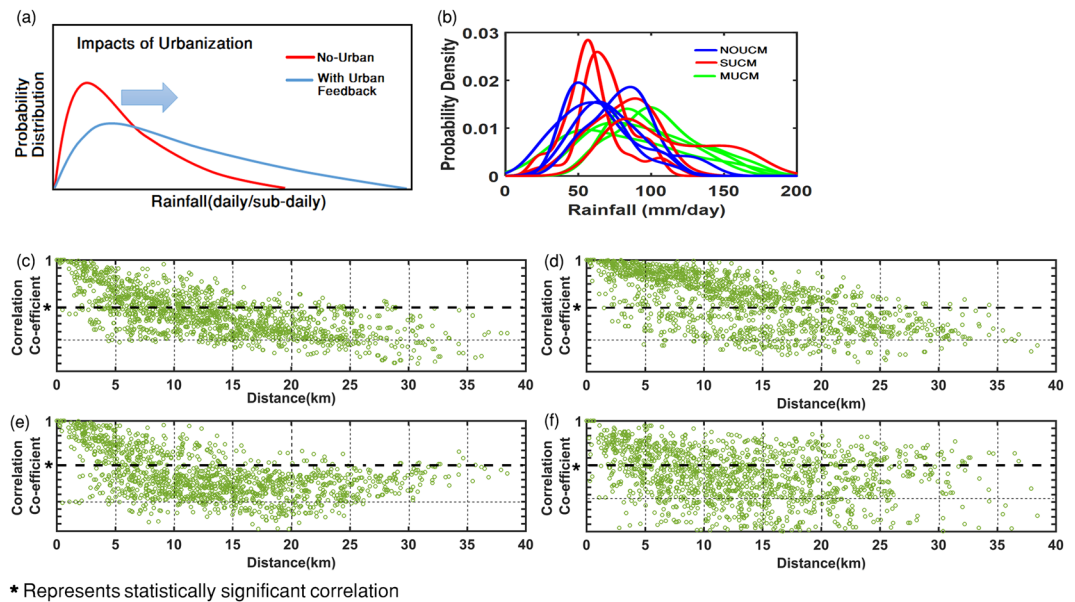 (a)
Impacts of Urbanization
No-Urban
With Urban
Feedback
Probability
Distribution
Rainfall(daily/sub-daily)
(b)
0.03
0.02
0.01
0
Probability Density
NOUCM
SUCM
MUCM
0 50 100 150 200
Rainfall (mm/day)
(c)
1
*
Correlation
Co-efficient
0 5 10 15 20 25 30 35 40
Distance(km)
(d)
1
*
Correlation
Co-efficient
0 5 10 15 20 25 30 35 40
Distance(km)
(e)
1
*
Correlation
Co-efficient
0 5 10 15 20 25 30 35 40
Distance(km)
(f)
1
*
Correlation
Co-efficient
0 5 10 15 20 25 30 35 40
Distance(km)
* Represents statistically significant correlation